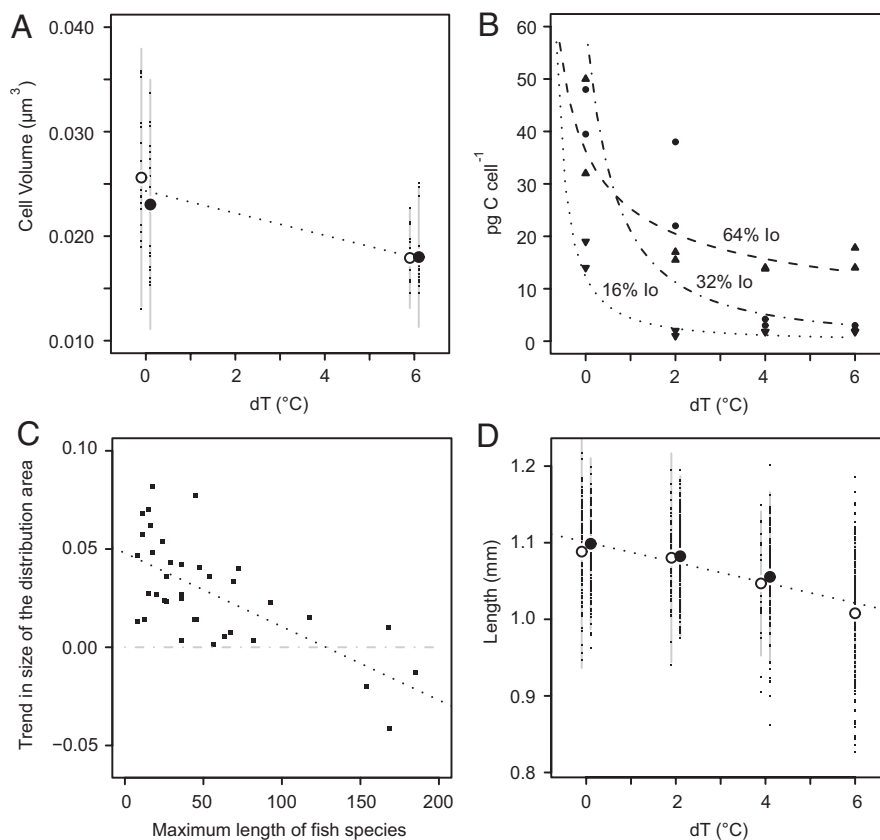 A
0.040
0.030
0.020
0.010
Cell Volume (µm³)
0
2
4
6
dT (°C)
B
60
50
40
30
20
10
0
pg C cell⁻¹
64% Io
32% Io
16% Io
0
2
4
6
dT (°C)
C
0.10
0.05
0.00
−0.05
Trend in size of the distribution area
0
50
100
150
200
Maximum length of fish species
D
1.2
1.1
1.0
0.9
0.8
Length (mm)
0
2
4
6
dT (°C)